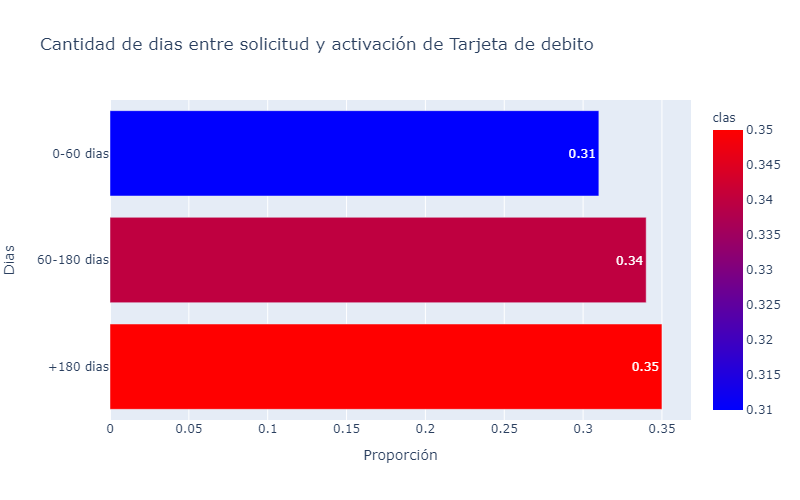 Cantidad de dias entre solicitud y activación de Tarjeta de debito
clas
Dias
0-60 dias
0.31
60-180 dias
0.34
+180 dias
0.35
0
0.05
0.1
0.15
0.2
0.25
0.3
0.35
Proporción
0.35
0.345
0.34
0.335
0.33
0.325
0.32
0.315
0.31